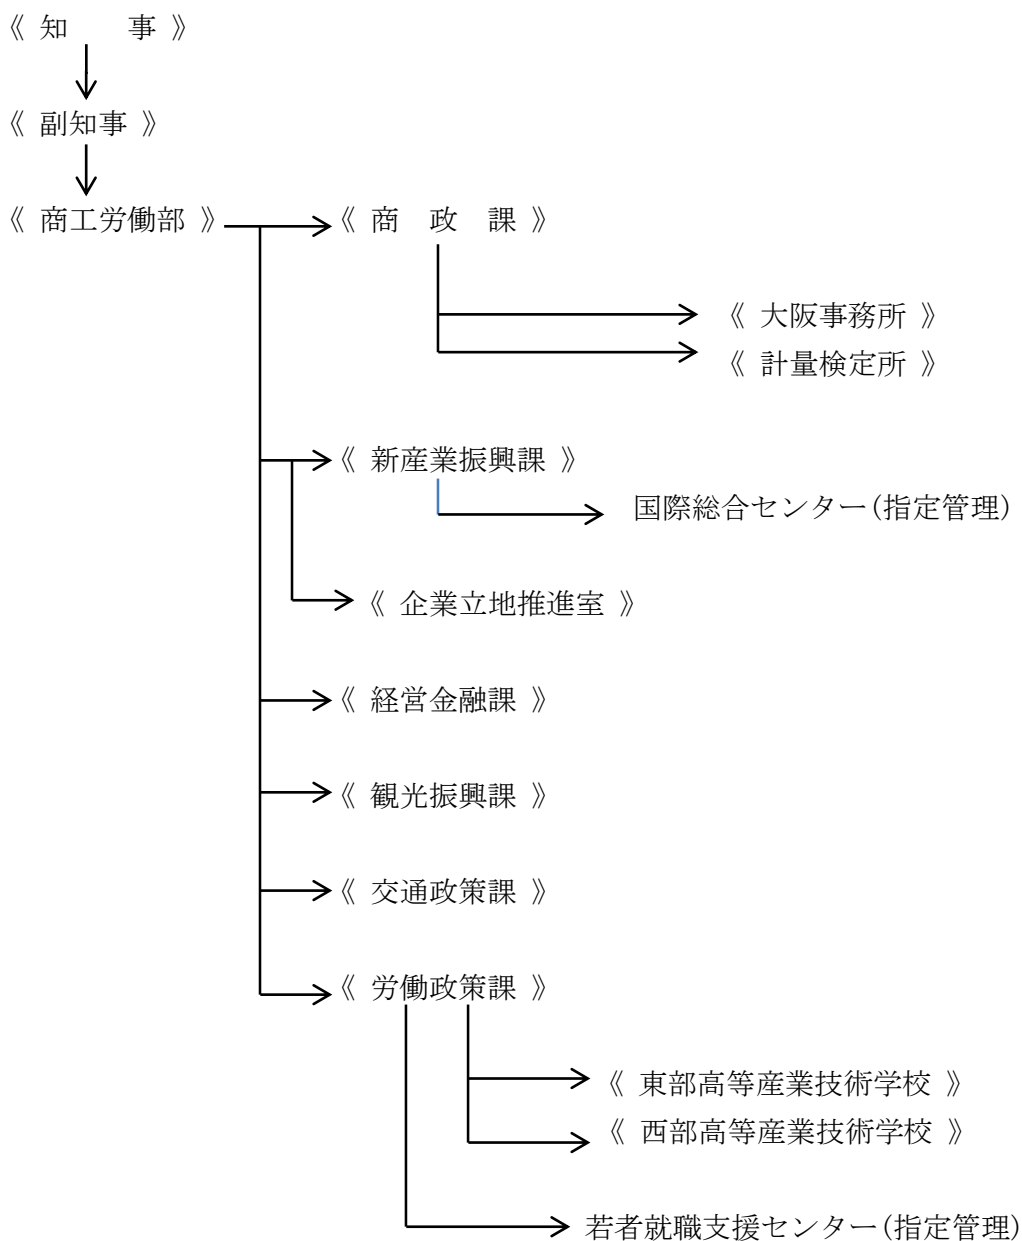 《 知　　事 》
《 副知事 》
《 商工労働部 》
《 商　政　課 》
《 大阪事務所 》
《 計量検定所 》
《 新産業振興課 》
国際総合センター(指定管理)
《 企業立地推進室 》
《 経営金融課 》
《 観光振興課 》
《 交通政策課 》
《 労働政策課 》
《 東部高等産業技術学校 》
《 西部高等産業技術学校 》
若者就職支援センター(指定管理)